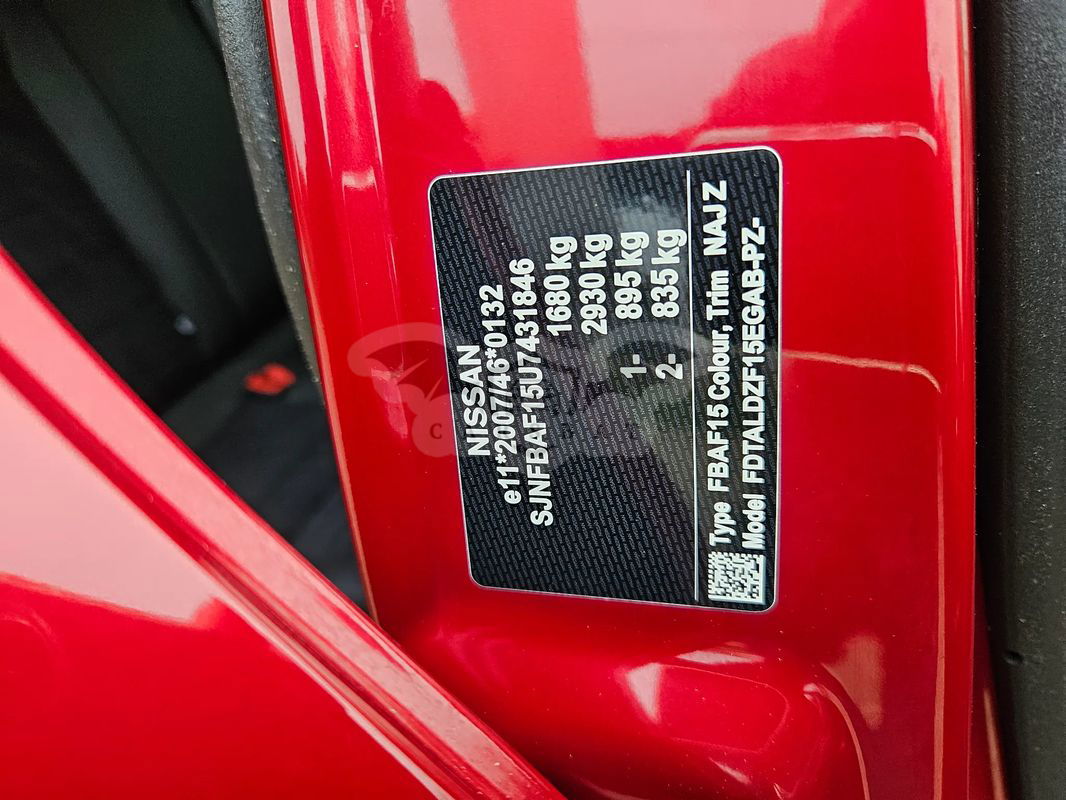 NISSAN
e11*2007/46*0132
SJNFBAF15U7431846
1680 kg
2930 kg
1- 895 kg
2- 835 kg
Type FBAF15 Colour, Trim NAJ Z
Model FDTALDZF15EGAB-PZ-